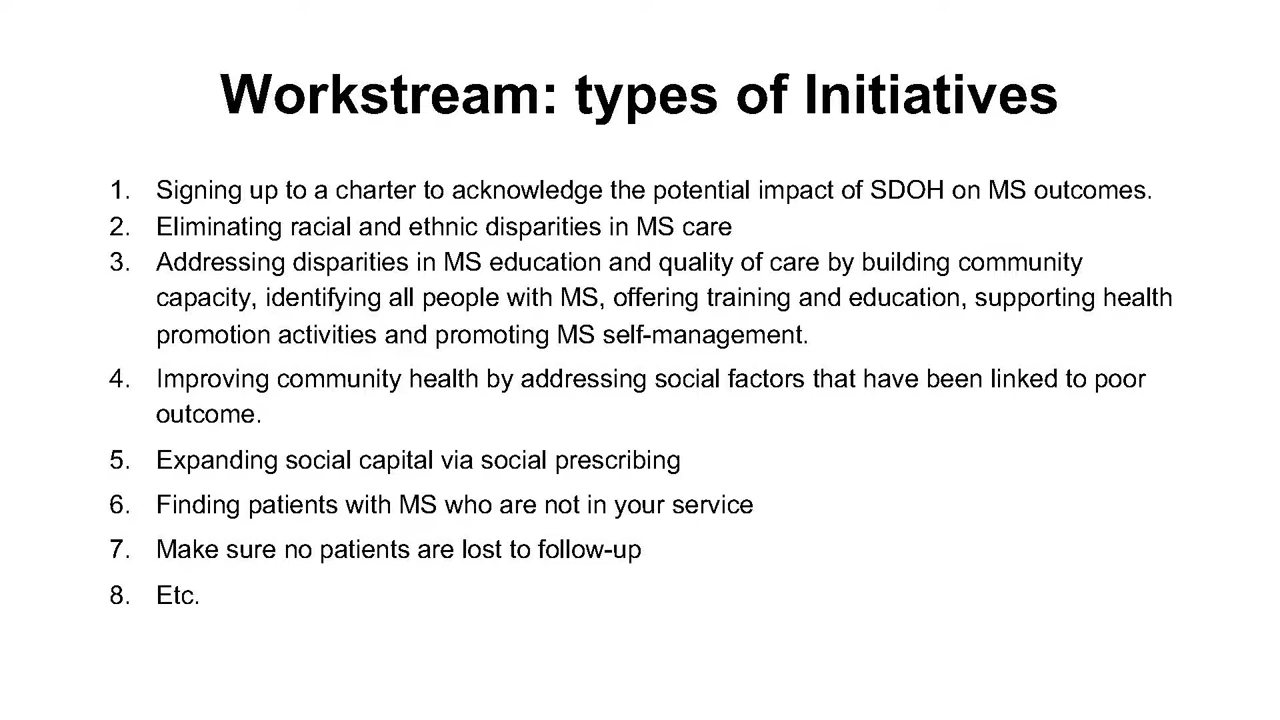 Workstream: types of Initiatives
1. Signing up to a charter to acknowledge the potential impact of SDOH on MS outcomes.
2. Eliminating racial and ethnic disparities in MS care
3. Addressing disparities in MS education and quality of care by building community
capacity, identifying all people with MS, offering training and education, supporting health
promotion activities and promoting MS self-management.
4. Improving community health by addressing social factors that have been linked to poor
outcome.
5. Expanding social capital via social prescribing
6. Finding patients with MS who are not in your service
7. Make sure no patients are lost to follow-up
8. Etc.